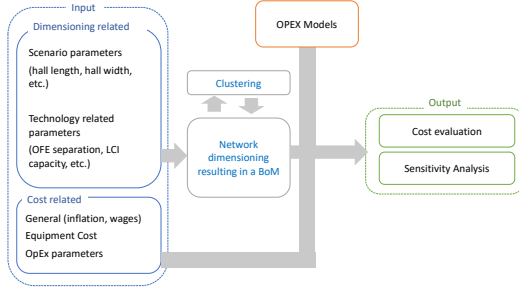 Input
Dimensioning related
Scenario parameters
(hall length, hall width,
etc.)
Technology related
parameters
(OFE separation, LCI
capacity, etc.)
Cost related
General (inflation, wages)
Equipment Cost
OpEx parameters
OPEX Models
Clustering
Network
dimensioning
resulting in a BoM
Output
Cost evaluation
Sensitivity Analysis